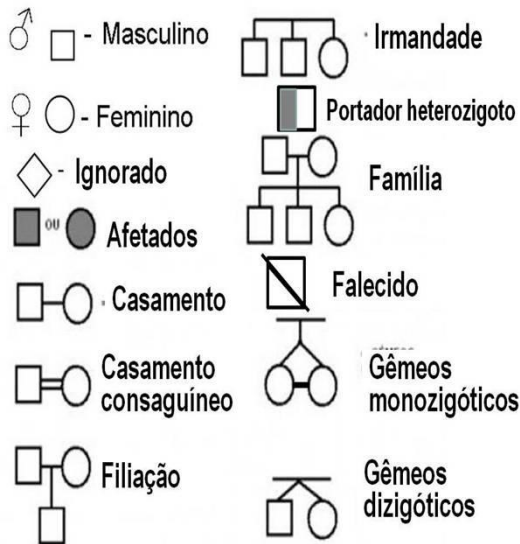 - Masculino
- Feminino
- Ignorado
OU Afetados
Casamento
Casamento
consaguíneo
Filiação
Irmandade
Portador heterozigoto
Família
Falecido
Gêmeos
monozigóticos
Gêmeos
dizigóticos